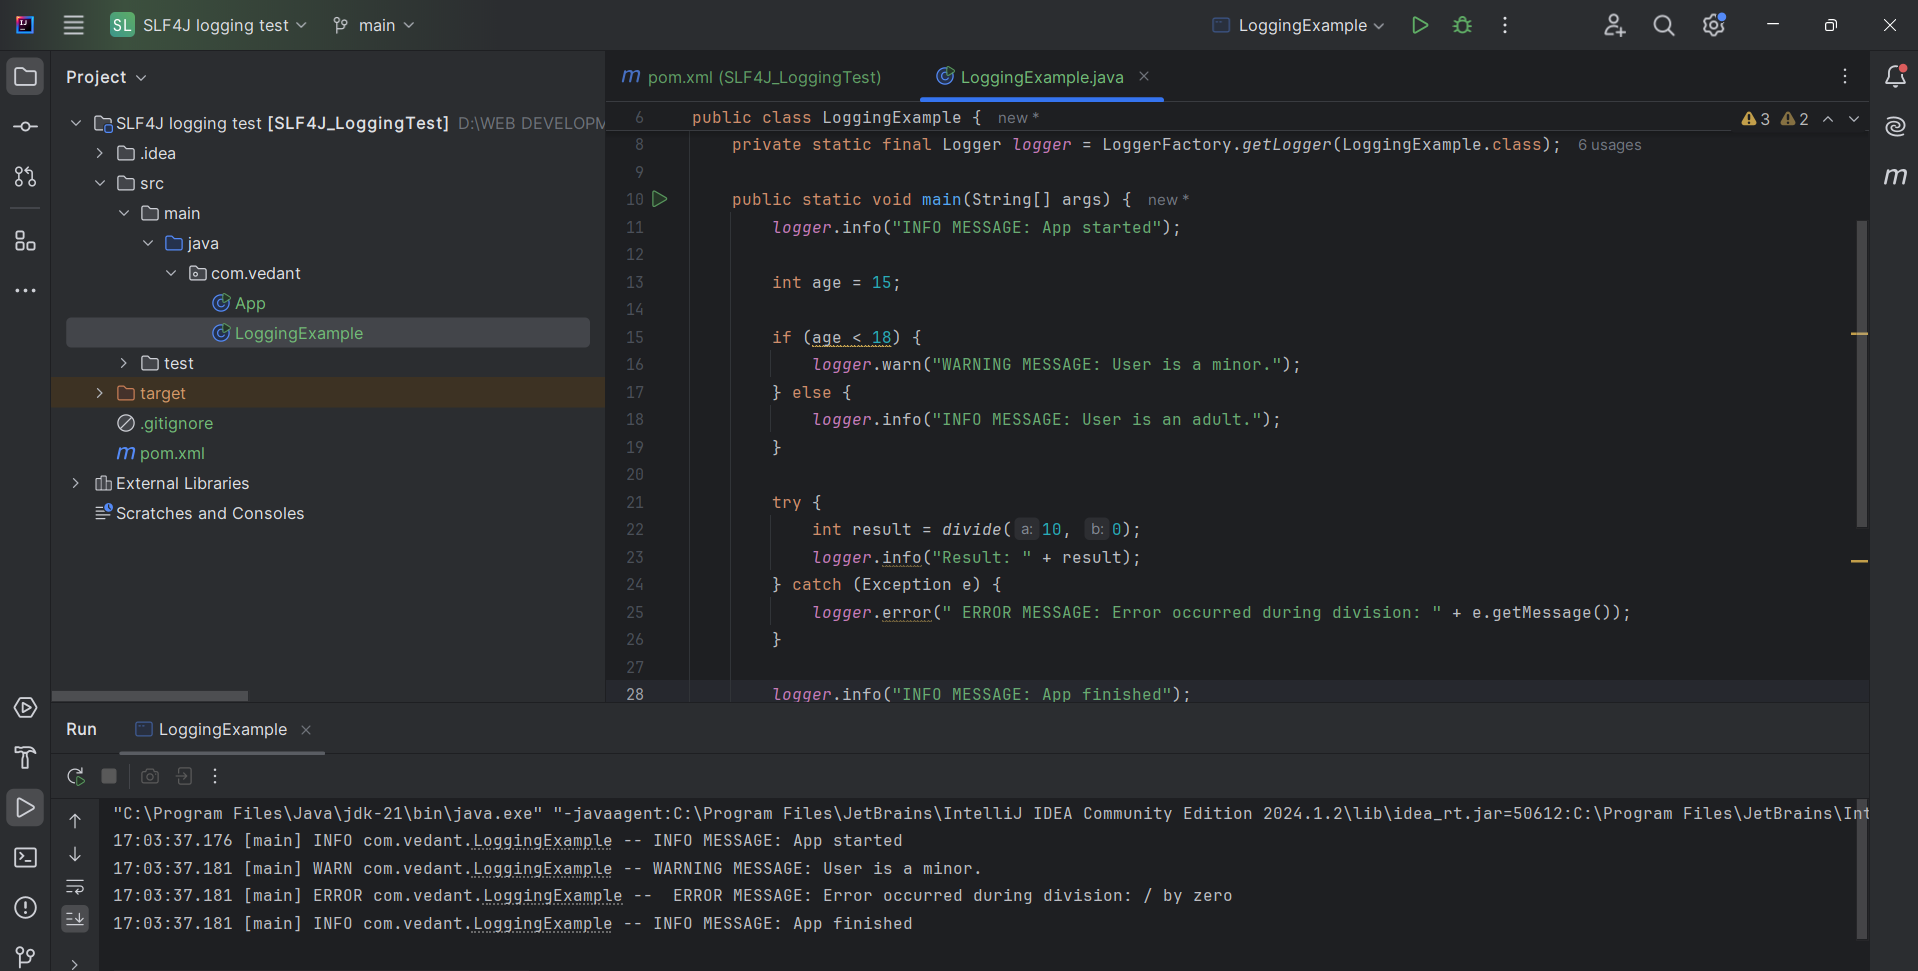 SL SLF4J logging test main LoggingExample
Project
pom.xml (SLF4J_LoggingTest) LoggingExample.java
SLF4J logging test [SLF4J_LoggingTest] D:\WEB DEVELOPM
.idea
src
main
java
com.vedant
App
LoggingExample
test
target
.gitignore
m pom.xml
External Libraries
Scratches and Consoles
6 public class LoggingExample { new *
3 2
8 private static final Logger logger = LoggerFactory.getLogger(LoggingExample.class); 6 usages
9
10 public static void main(String[] args) { new *
11 logger.info("INFO MESSAGE: App started");
12
13 int age = 15;
14
15 if (age < 18) {
16 logger.warn("WARNING MESSAGE: User is a minor.");
17 } else {
18 logger.info("INFO MESSAGE: User is an adult.");
19 }
20
21 try {
22 int result = divide( a: 10, b: 0);
23 logger.info("Result: " + result);
24 } catch (Exception e) {
25 logger.error(" ERROR MESSAGE: Error occurred during division: " + e.getMessage());
26 }
27
28 logger.info("INFO MESSAGE: App finished");
Run LoggingExample
"C:\Program Files\Java\jdk-21\bin\java.exe" "-javaagent:C:\Program Files\JetBrains\IntelliJ IDEA Community Edition 2024.1.2\lib\idea_rt.jar=50612:C:\Program Files\JetBrains\Int
17:03:37.176 [main] INFO com.vedant.LoggingExample -- INFO MESSAGE: App started
17:03:37.181 [main] WARN com.vedant.LoggingExample -- WARNING MESSAGE: User is a minor.
17:03:37.181 [main] ERROR com.vedant.LoggingExample --  ERROR MESSAGE: Error occurred during division: / by zero
17:03:37.181 [main] INFO com.vedant.LoggingExample -- INFO MESSAGE: App finished